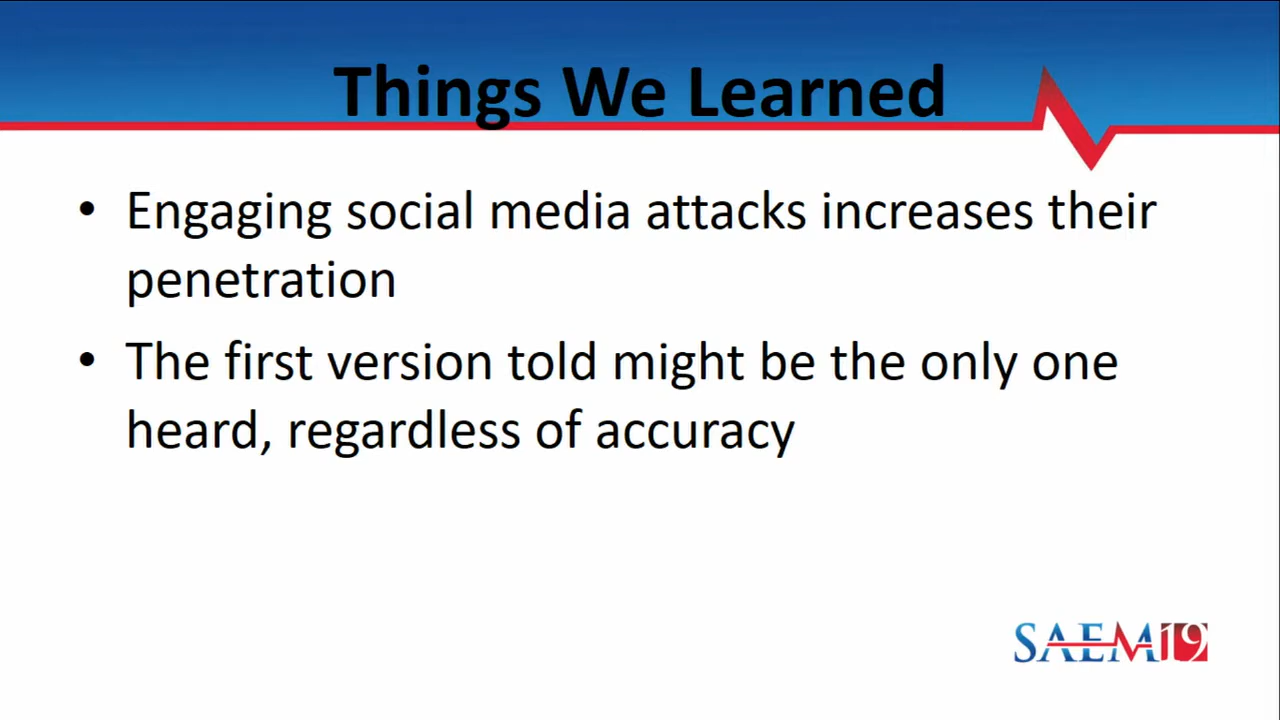 Things We Learned
• Engaging social media attacks increases their
penetration
• The first version told might be the only one
heard, regardless of accuracy
SAEM19